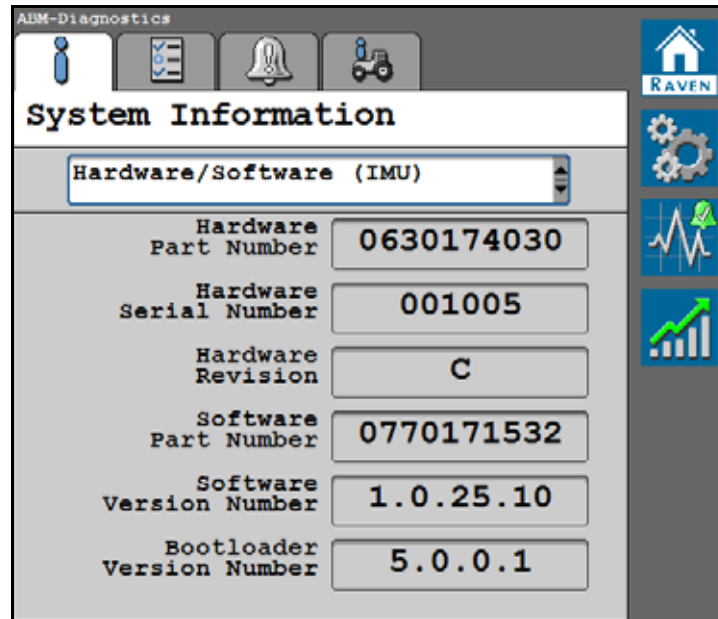 ABM-Diagnostics
RAVEN
System Information
Hardware/Software (IMU)
Hardware
Part Number
0630174030
Hardware
Serial Number
001005
Hardware
Revision
C
Software
Part Number
0770171532
Software
Version Number
1.0.25.10
Bootloader
Version Number
5.0.0.1